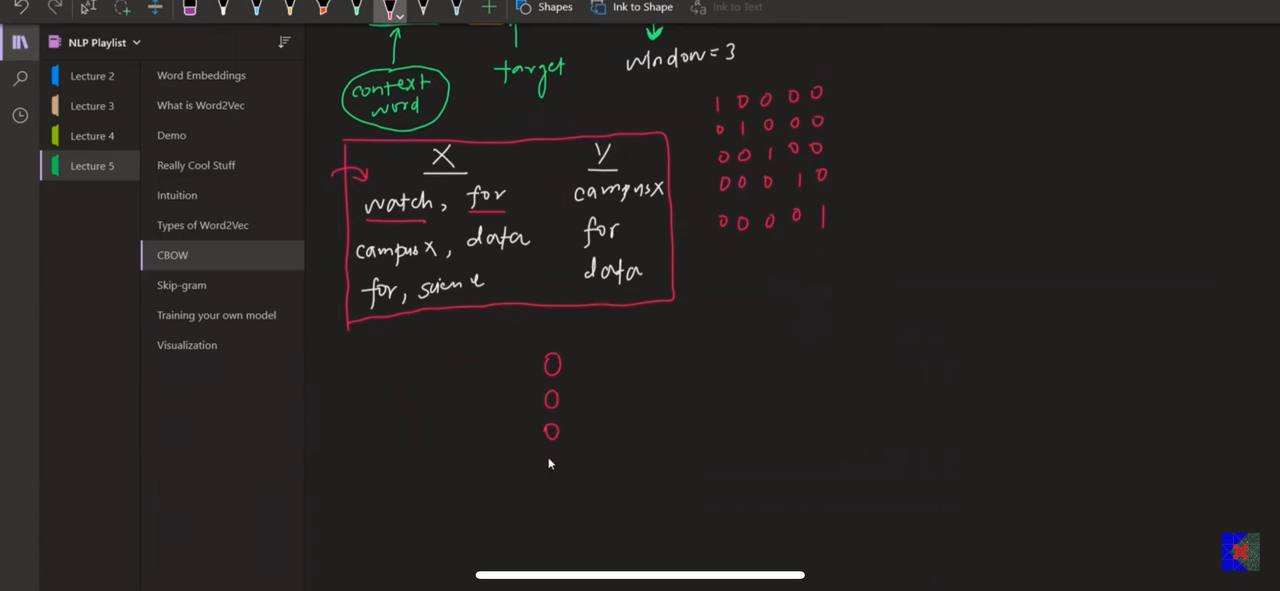 Shapes
Ink to Shape
Ink to Text
NLP Playlist
Lecture 2
Lecture 3
Lecture 4
Lecture 5
Word Embeddings
What is Word2Vec
Demo
Really Cool Stuff
Intuition
Types of Word2Vec
CBOW
Skip-gram
Training your own model
Visualization
context
word
target
window = 3
X Y
watch, for campusx
campusx, data for
for, science data
1 0 0 0 0
0 1 0 0 0
0 0 1 0 0
0 0 0 1 0
0 0 0 0 1
0
0
0